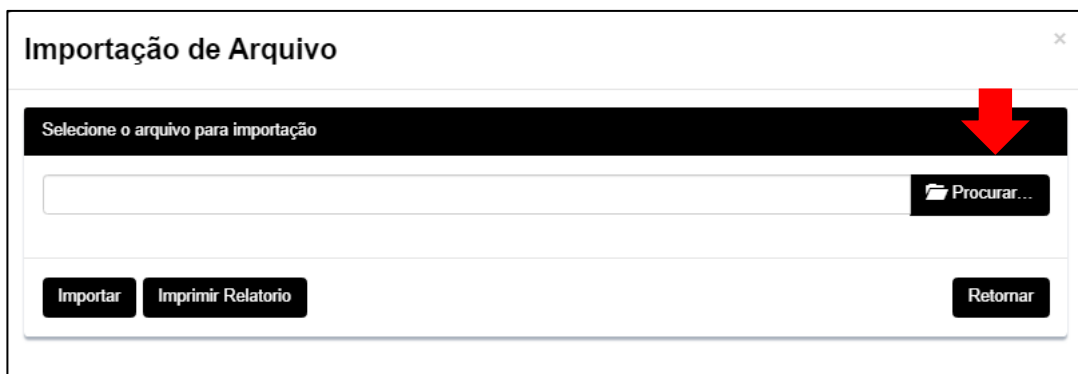 Importação de Arquivo
×
Selecione o arquivo para importação
Procurar...
Importar
Imprimir Relatorio
Retornar